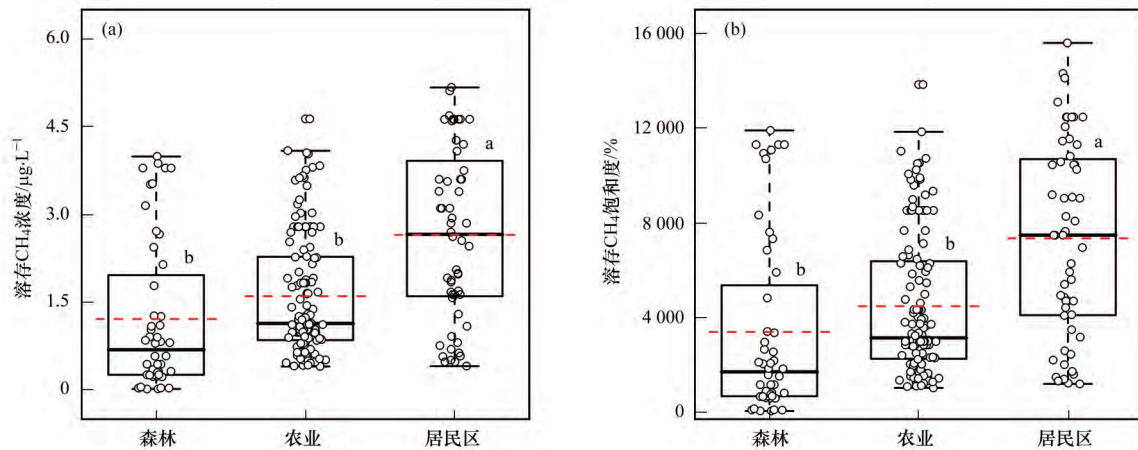 (a)
溶存CH₄浓度/μg·L⁻¹
6.0
4.5
3.0
1.5
0
b
b
a
森林
农业
居民区
(b)
溶存CH₄饱和度/%
16 000
12 000
8 000
4 000
0
b
b
a
森林
农业
居民区